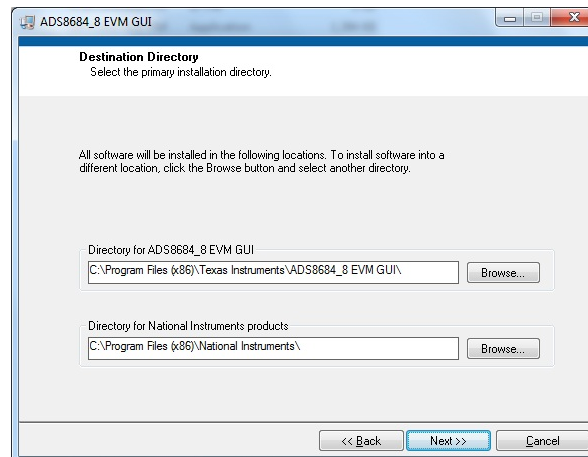 ADS8684_8 EVM GUI
Destination Directory
Select the primary installation directory.
All software will be installed in the following locations. To install software into a
different location, click the Browse button and select another directory.
Directory for ADS8684_8 EVM GUI
C:\Program Files (x86)\Texas Instruments\ADS8684_8 EVM GUI\
Browse...
Directory for National Instruments products
C:\Program Files (x86)\National Instruments\
Browse...
<< Back
Next >>
Cancel